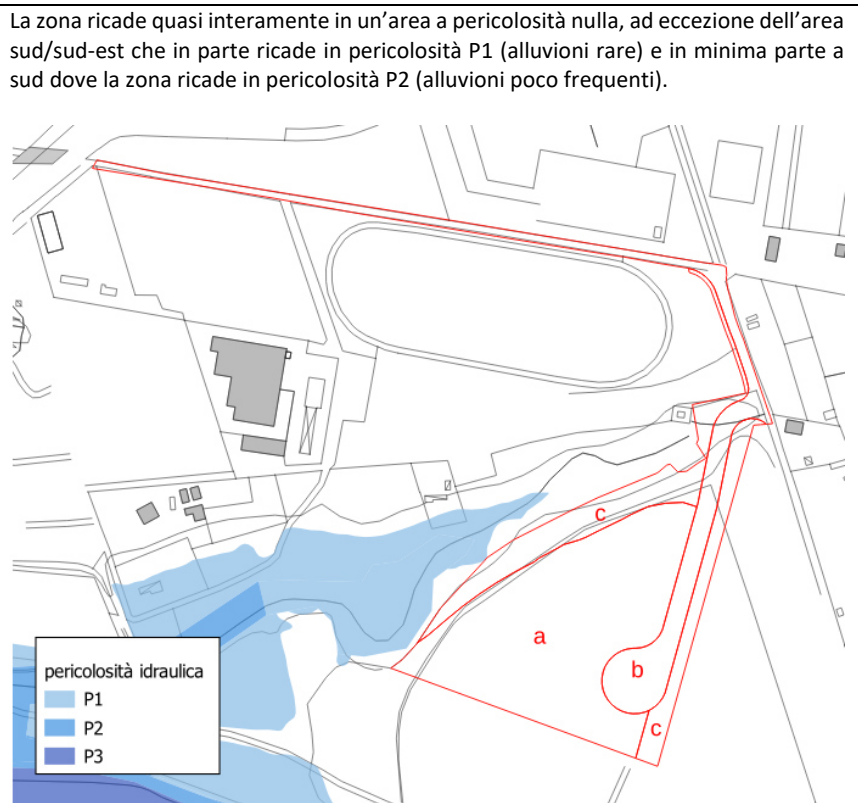 La zona ricade quasi interamente in un’area a pericolosità nulla, ad eccezione dell’area
sud/sud-est che in parte ricade in pericolosità P1 (alluvioni rare) e in minima parte a
sud dove la zona ricade in pericolosità P2 (alluvioni poco frequenti).
c
a
b
c
pericolosità idraulica
P1
P2
P3